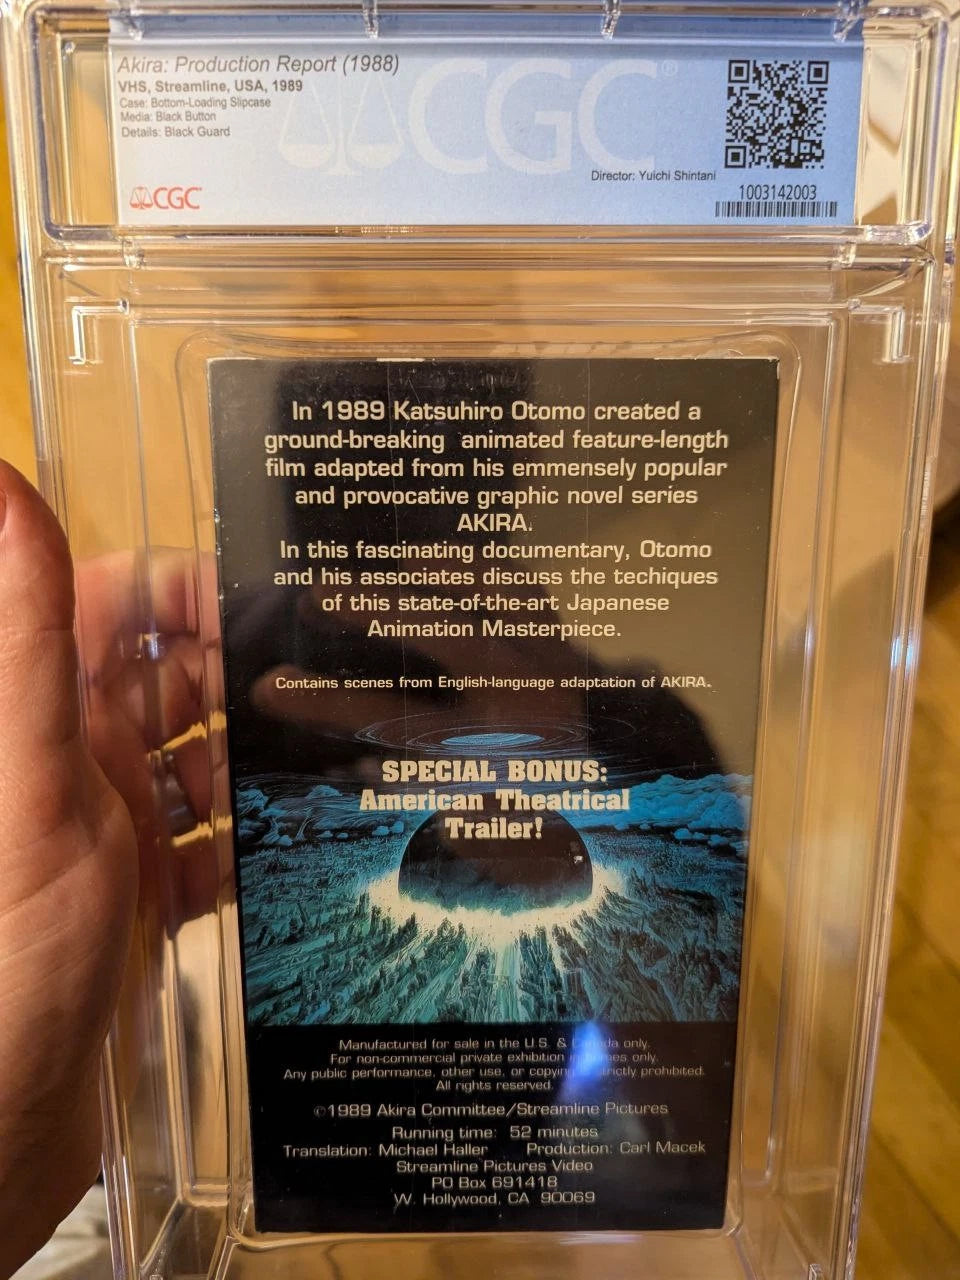 Akira: Production Report (1988)
VHS, Streamline, USA, 1989
Case: Bottom-Loading Slipcase
Media: Black Button
Details: Black Guard
CGC®
Director: Yuichi Shintani
CGC
1003142003
In 1989 Katsuhiro Otomo created a
ground-breaking animated feature-length
film adapted from his emmensely popular
and provocative graphic novel series
AKIRA.
In this fascinating documentary, Otomo
and his associates discuss the techiques
of this state-of-the-art Japanese
Animation Masterpiece.
Contains scenes from English-language adaptation of AKIRA.
SPECIAL BONUS:
American Theatrical
Trailer!
Manufactured for sale in the U.S. & Canada only.
For non-commercial private exhibition in homes only.
Any public performance, other use, or copying strictly prohibited.
All rights reserved.
©1989 Akira Committee/Streamline Pictures
Running time: 52 minutes
Translation: Michael Haller Production: Carl Macek
Streamline Pictures Video
PO Box 691418
W. Hollywood, CA 90069